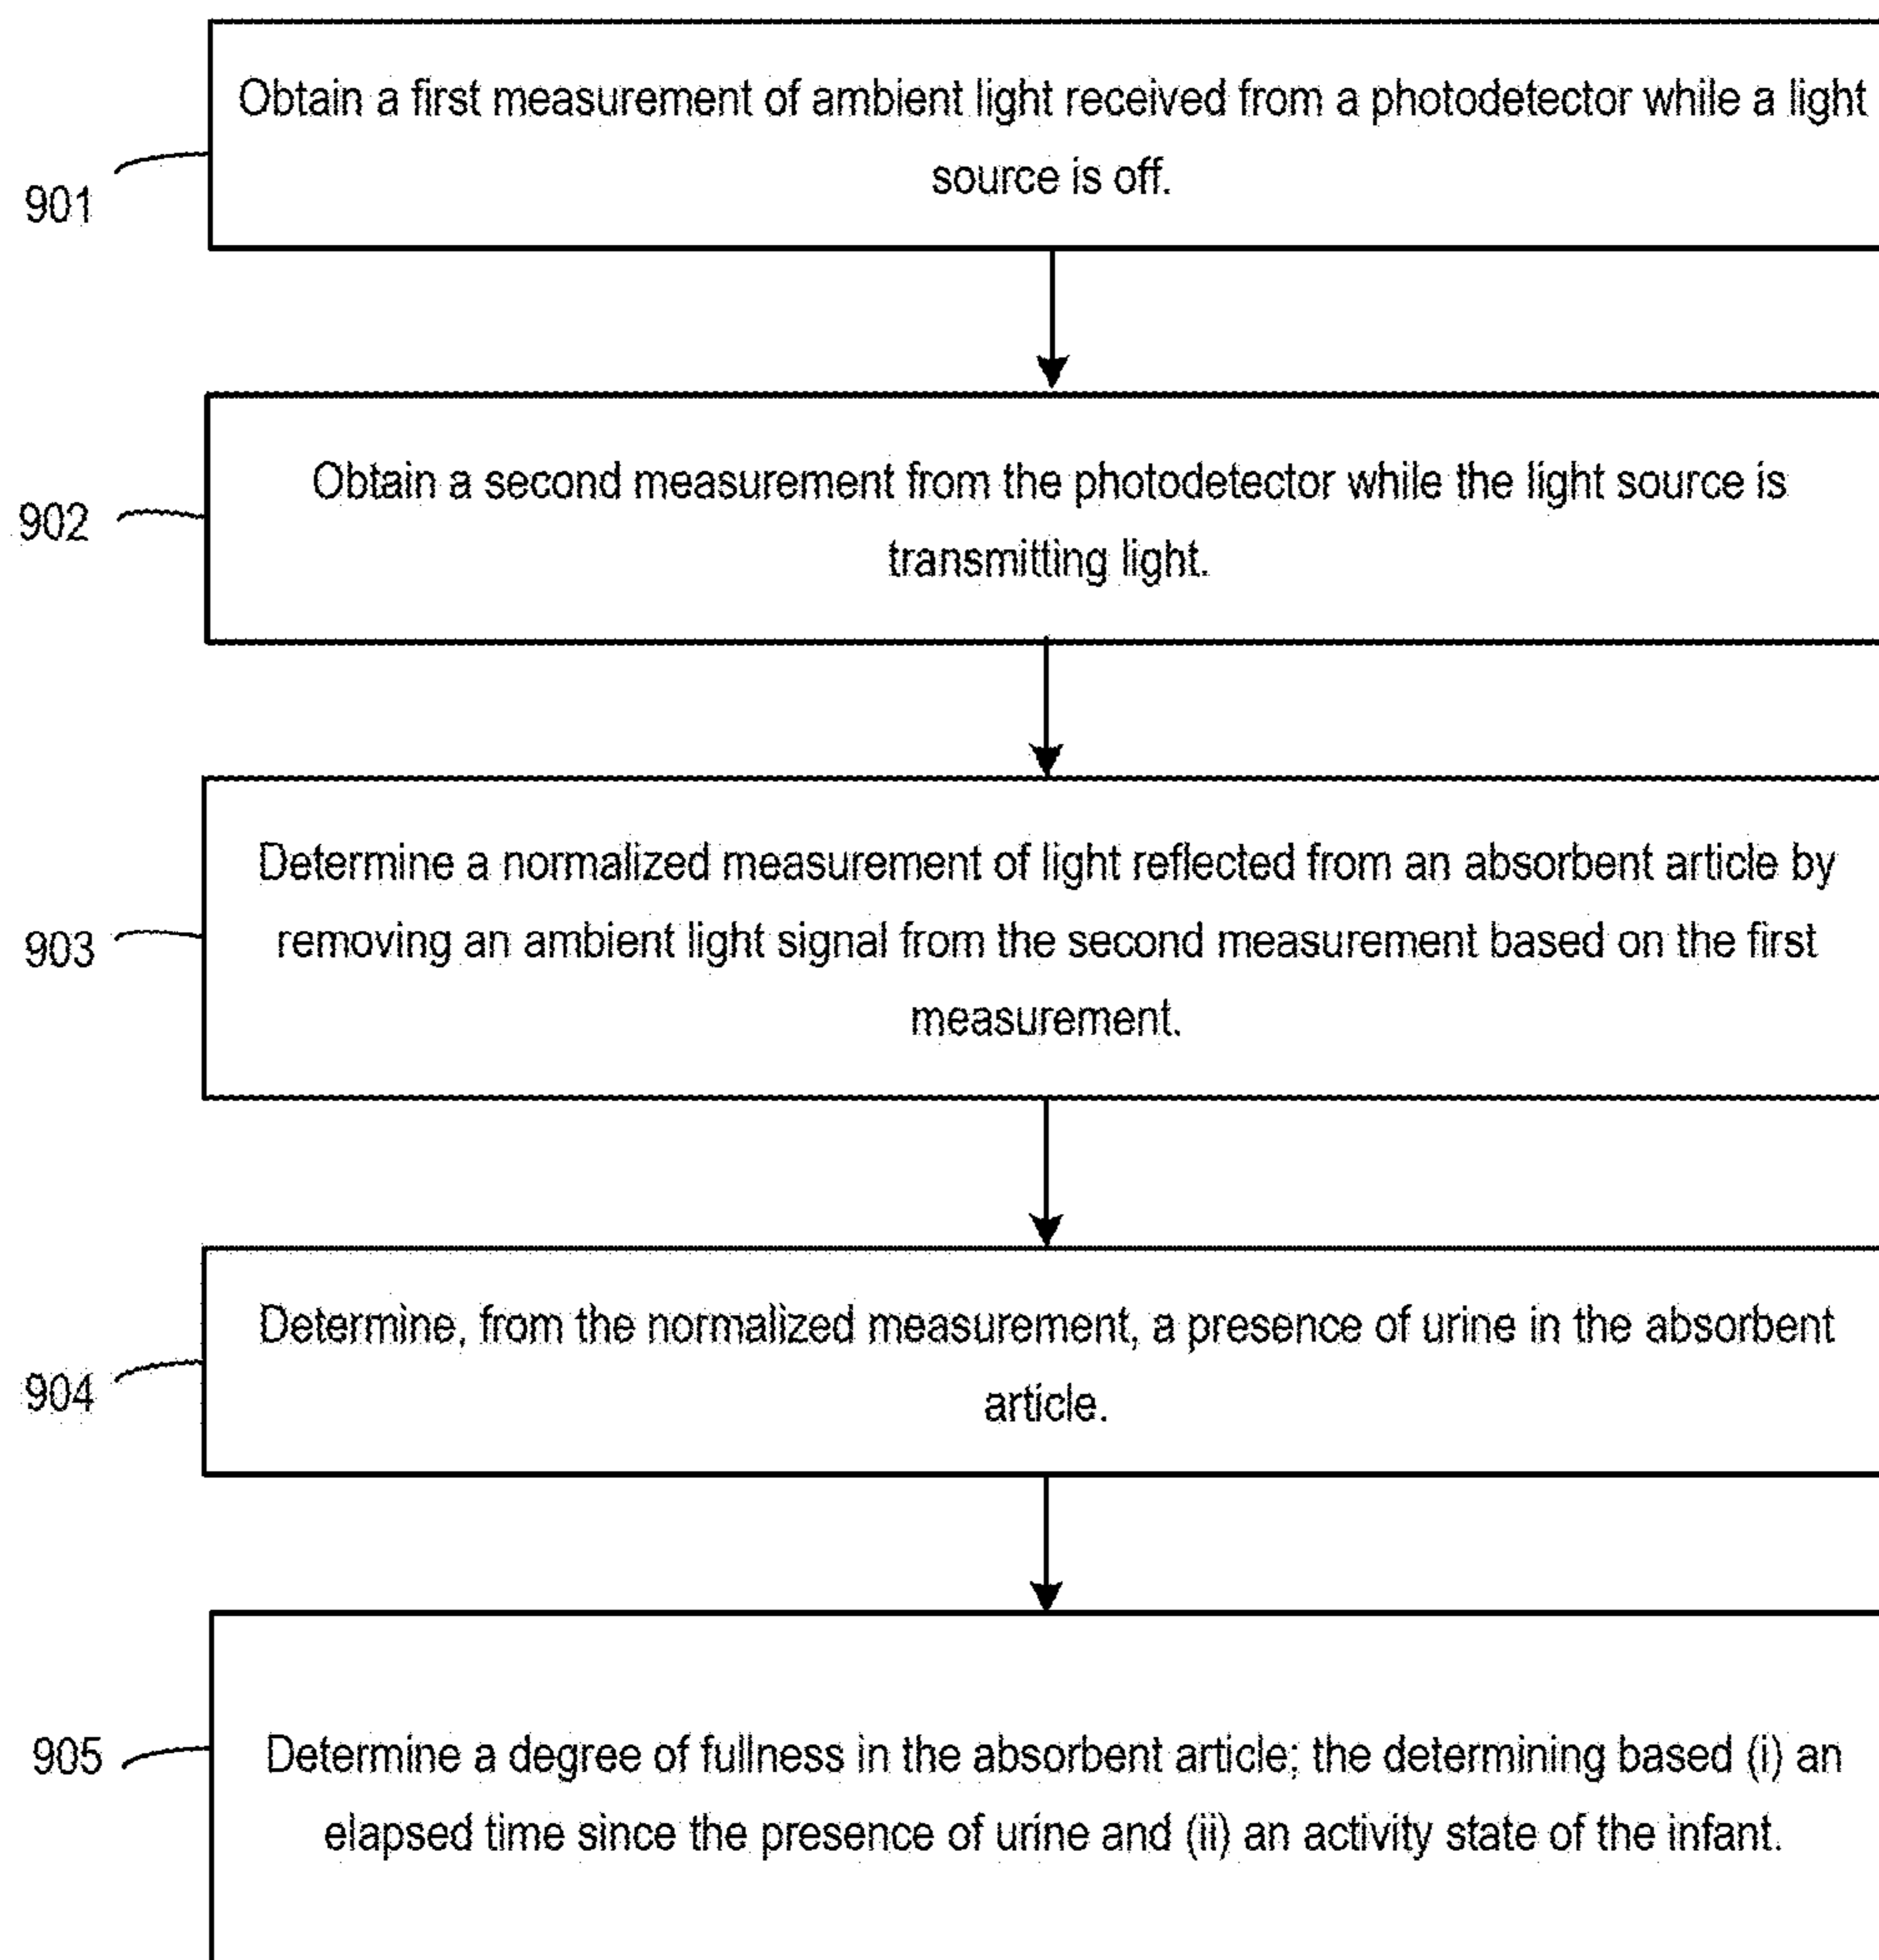 Obtain a first measurement of ambient light received from a photodetector while a light
source is off.
901
Obtain a second measurement from the photodetector while the light source is
transmitting light.
902
Determine a normalized measurement of light reflected from an absorbent article by
removing an ambient light signal from the second measurement based on the first
measurement.
903
Determine, from the normalized measurement, a presence of urine in the absorbent
article.
904
Determine a degree of fullness in the absorbent article; the determining based (i) an
elapsed time since the presence of urine and (ii) an activity state of the infant.
905